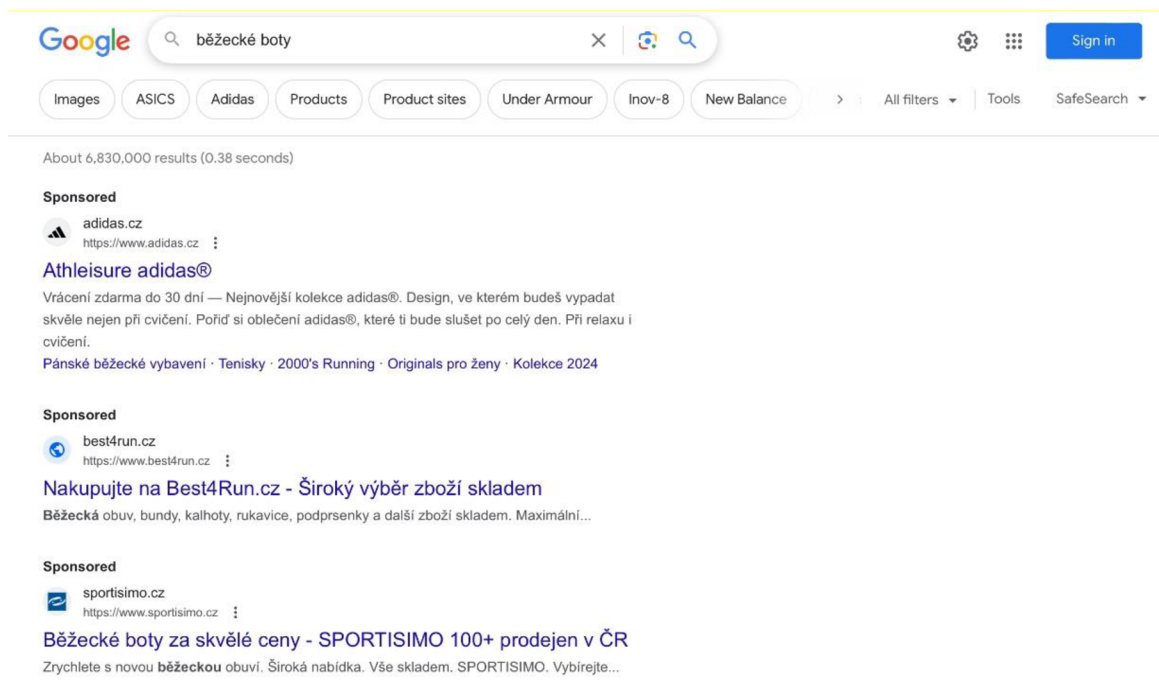 Google
běžecké boty
Sign in
Images
ASICS
Adidas
Products
Product sites
Under Armour
Inov-8
New Balance
All filters
Tools
SafeSearch
About 6,830,000 results (0.38 seconds)
Sponsored
adidas.cz
https://www.adidas.cz
Athleisure adidas®
Vrácení zdarma do 30 dní — Nejnovější kolekce adidas®. Design, ve kterém budeš vypadat
skvěle nejen při cvičení. Pořiď si oblečení adidas®, které ti bude slušet po celý den. Při relaxu i
cvičení.
Pánské běžecké vybavení · Tenisky · 2000's Running · Originals pro ženy · Kolekce 2024
Sponsored
best4run.cz
https://www.best4run.cz
Nakupujte na Best4Run.cz - Široký výběr zboží skladem
Běžecká obuv, bundy, kalhoty, rukavice, podprsenky a další zboží skladem. Maximální...
Sponsored
sportisimo.cz
https://www.sportisimo.cz
Běžecké boty za skvělé ceny - SPORTISIMO 100+ prodejen v ČR
Zrychlete s novou běžeckou obuví. Široká nabídka. Vše skladem. SPORTISIMO. Vybírejte...